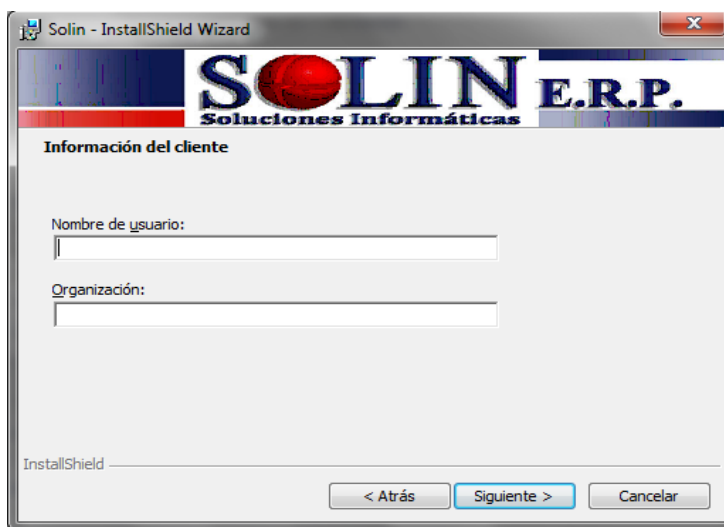 Solin - InstallShield Wizard
SOLIN E.R.P.
Soluciones Informáticas
Información del cliente
Nombre de usuario:
Organización:
InstallShield
< Atrás Siguiente > Cancelar